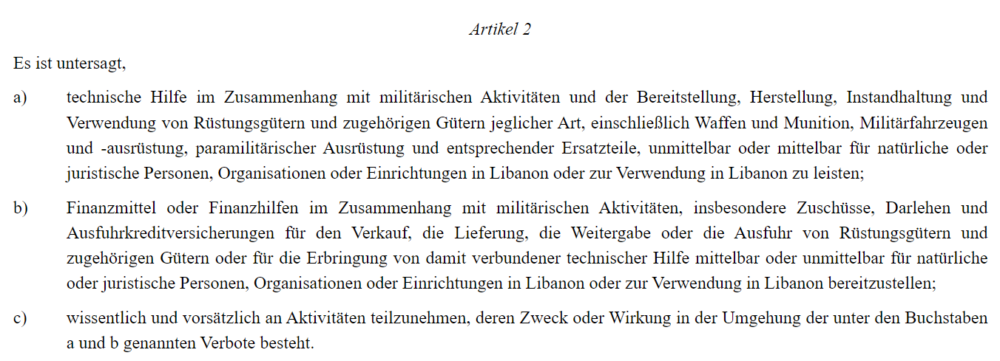 Artikel 2
Es ist untersagt,
a) technische Hilfe im Zusammenhang mit militärischen Aktivitäten und der Bereitstellung, Herstellung, Instandhaltung und
Verwendung von Rüstungsgütern und zugehörigen Gütern jeglicher Art, einschließlich Waffen und Munition, Militärfahrzeugen
und -ausrüstung, paramilitärischer Ausrüstung und entsprechender Ersatzteile, unmittelbar oder mittelbar für natürliche oder
juristische Personen, Organisationen oder Einrichtungen in Libanon oder zur Verwendung in Libanon zu leisten;
b) Finanzmittel oder Finanzhilfen im Zusammenhang mit militärischen Aktivitäten, insbesondere Zuschüsse, Darlehen und
Ausfuhrkreditversicherungen für den Verkauf, die Lieferung, die Weitergabe oder die Ausfuhr von Rüstungsgütern und
zugehörigen Gütern oder für die Erbringung von damit verbundener technischer Hilfe mittelbar oder unmittelbar für natürliche
oder juristische Personen, Organisationen oder Einrichtungen in Libanon oder zur Verwendung in Libanon bereitzustellen;
c) wissentlich und vorsätzlich an Aktivitäten teilzunehmen, deren Zweck oder Wirkung in der Umgehung der unter den Buchstaben
a und b genannten Verbote besteht.